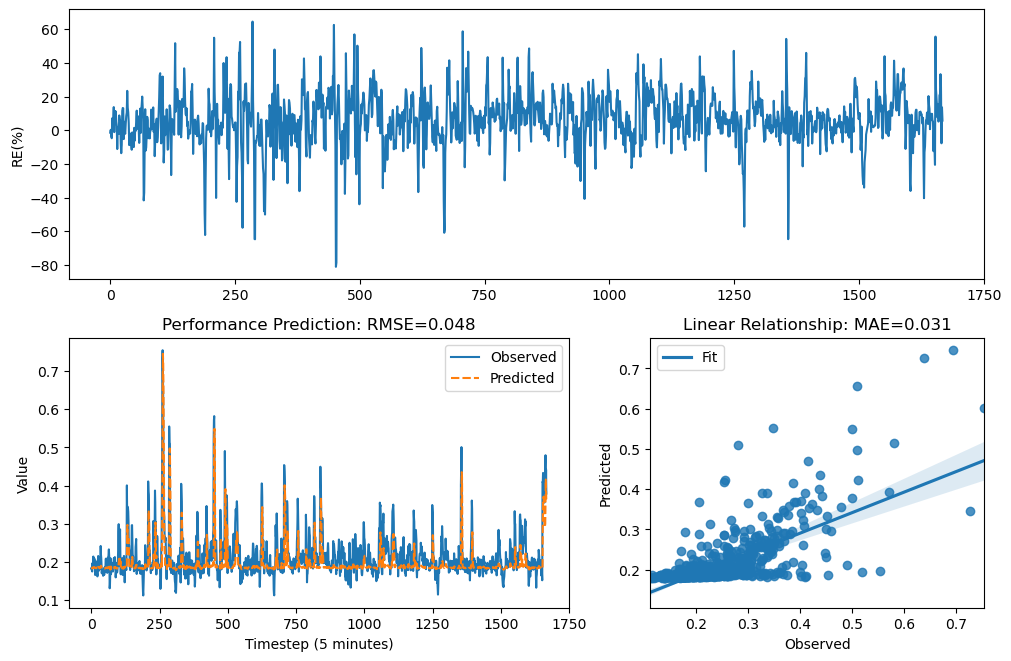 RE(%)
60
40
20
0
−20
−40
−60
−80
0 250 500 750 1000 1250 1500 1750
Performance Prediction: RMSE=0.048
Value
0.7
0.6
0.5
0.4
0.3
0.2
0.1
Observed
Predicted
0 250 500 750 1000 1250 1500 1750
Timestep (5 minutes)
Linear Relationship: MAE=0.031
Predicted
0.7
0.6
0.5
0.4
0.3
0.2
Fit
0.2 0.3 0.4 0.5 0.6 0.7
Observed